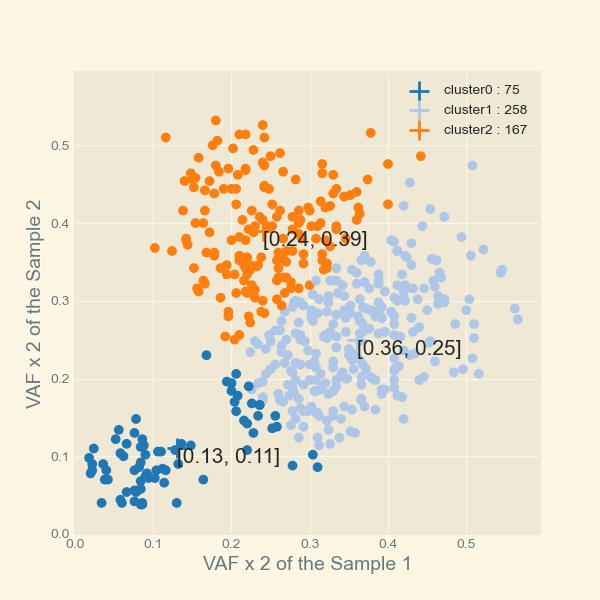 cluster0 : 75
cluster1 : 258
cluster2 : 167
0.5
0.4
0.3
0.2
0.1
0.0
VAF x 2 of the Sample 2
[0.24, 0.39]
[0.36, 0.25]
[0.13, 0.11]
0.0 0.1 0.2 0.3 0.4 0.5
VAF x 2 of the Sample 1